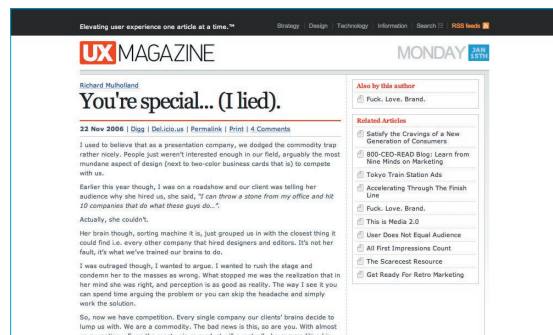 Elevating user experience one article at a time.™
Strategy | Design | Technology | Information | Search | RSS feeds
UX MAGAZINE
MONDAY JAN 15TH
Richard Mulholland
You're special... (I lied).
22 Nov 2006 | Digg | Del.icio.us | Permalink | Print | 4 Comments
I used to believe that as a presentation company, we dodged the commodity trap
rather nicely. People just weren't interested enough in our field, arguably the most
mundane aspect of design (next to two-color business cards that is) to compete
with us.
Earlier this year though, I was on a roadshow and our client was telling her
audience why she hired us, she said, "I can throw a stone from my office and hit
10 companies that do what these guys do...".
Actually, she couldn't.
Her brain though, sorting machine it is, just grouped us in with the closest thing it
could find i.e. every other company that hired designers and editors. It's not her
fault, it's what we've trained our brains to do.
I was outraged though, I wanted to argue. I wanted to rush the stage and
condemn her to the masses as wrong. What stopped me was the realization that in
her mind she was right, and perception is as good as reality. The way I see it you
can spend time arguing the problem or you can skip the headache and simply
work the solution.
So, now we have competition. Every single company our clients' brains decide to
lump us with. We are a commodity. The bad news is this, so are you. With almost
Also by this author
Fuck. Love. Brand.
Related Articles
Satisfy the Cravings of a New
Generation of Consumers
800-CEO-READ Blog: Learn from
Nine Minds on Marketing
Tokyo Train Station Ads
Accelerating Through The Finish
Line
Fuck. Love. Brand.
This is Media 2.0
User Does Not Equal Audience
All First Impressions Count
The Scarecest Resource
Get Ready For Retro Marketing